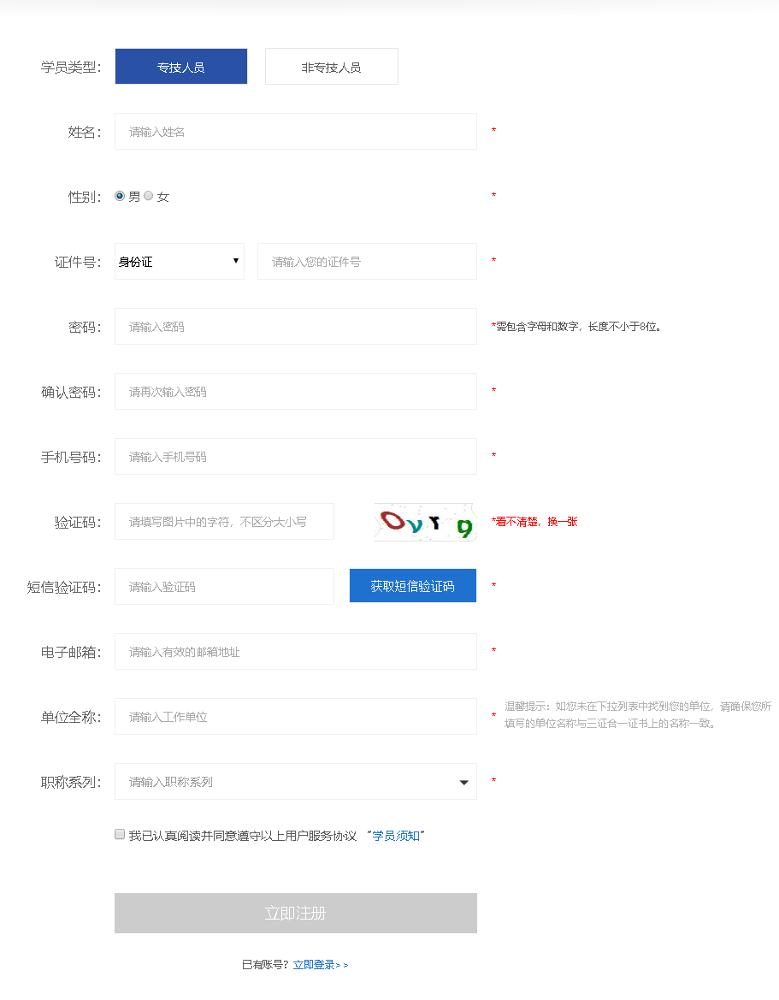 学员类型： 专技人员 非专技人员
姓名： 请输入姓名 *
性别： 男 女 *
证件号： 身份证 请输入您的证件号 *
密码： 请输入密码 *需包含字母和数字，长度不小于8位。
确认密码： 请再次输入密码 *
手机号码： 请输入手机号码 *
验证码： 请填写图片中的字符，不区分大小写 *看不清楚，换一张
短信验证码： 请输入验证码 获取短信验证码 *
电子邮箱： 请输入有效的邮箱地址 *
单位全称： 请输入工作单位 * 温馨提示：如您未在下拉列表中找到您的单位，请确保您所
填写的单位名称与三证合一证书上的名称一致。
职称系列： 请输入职称系列 *
我已认真阅读并同意遵守以上用户服务协议 "学员须知"
立即注册
已有账号？立即登录>>